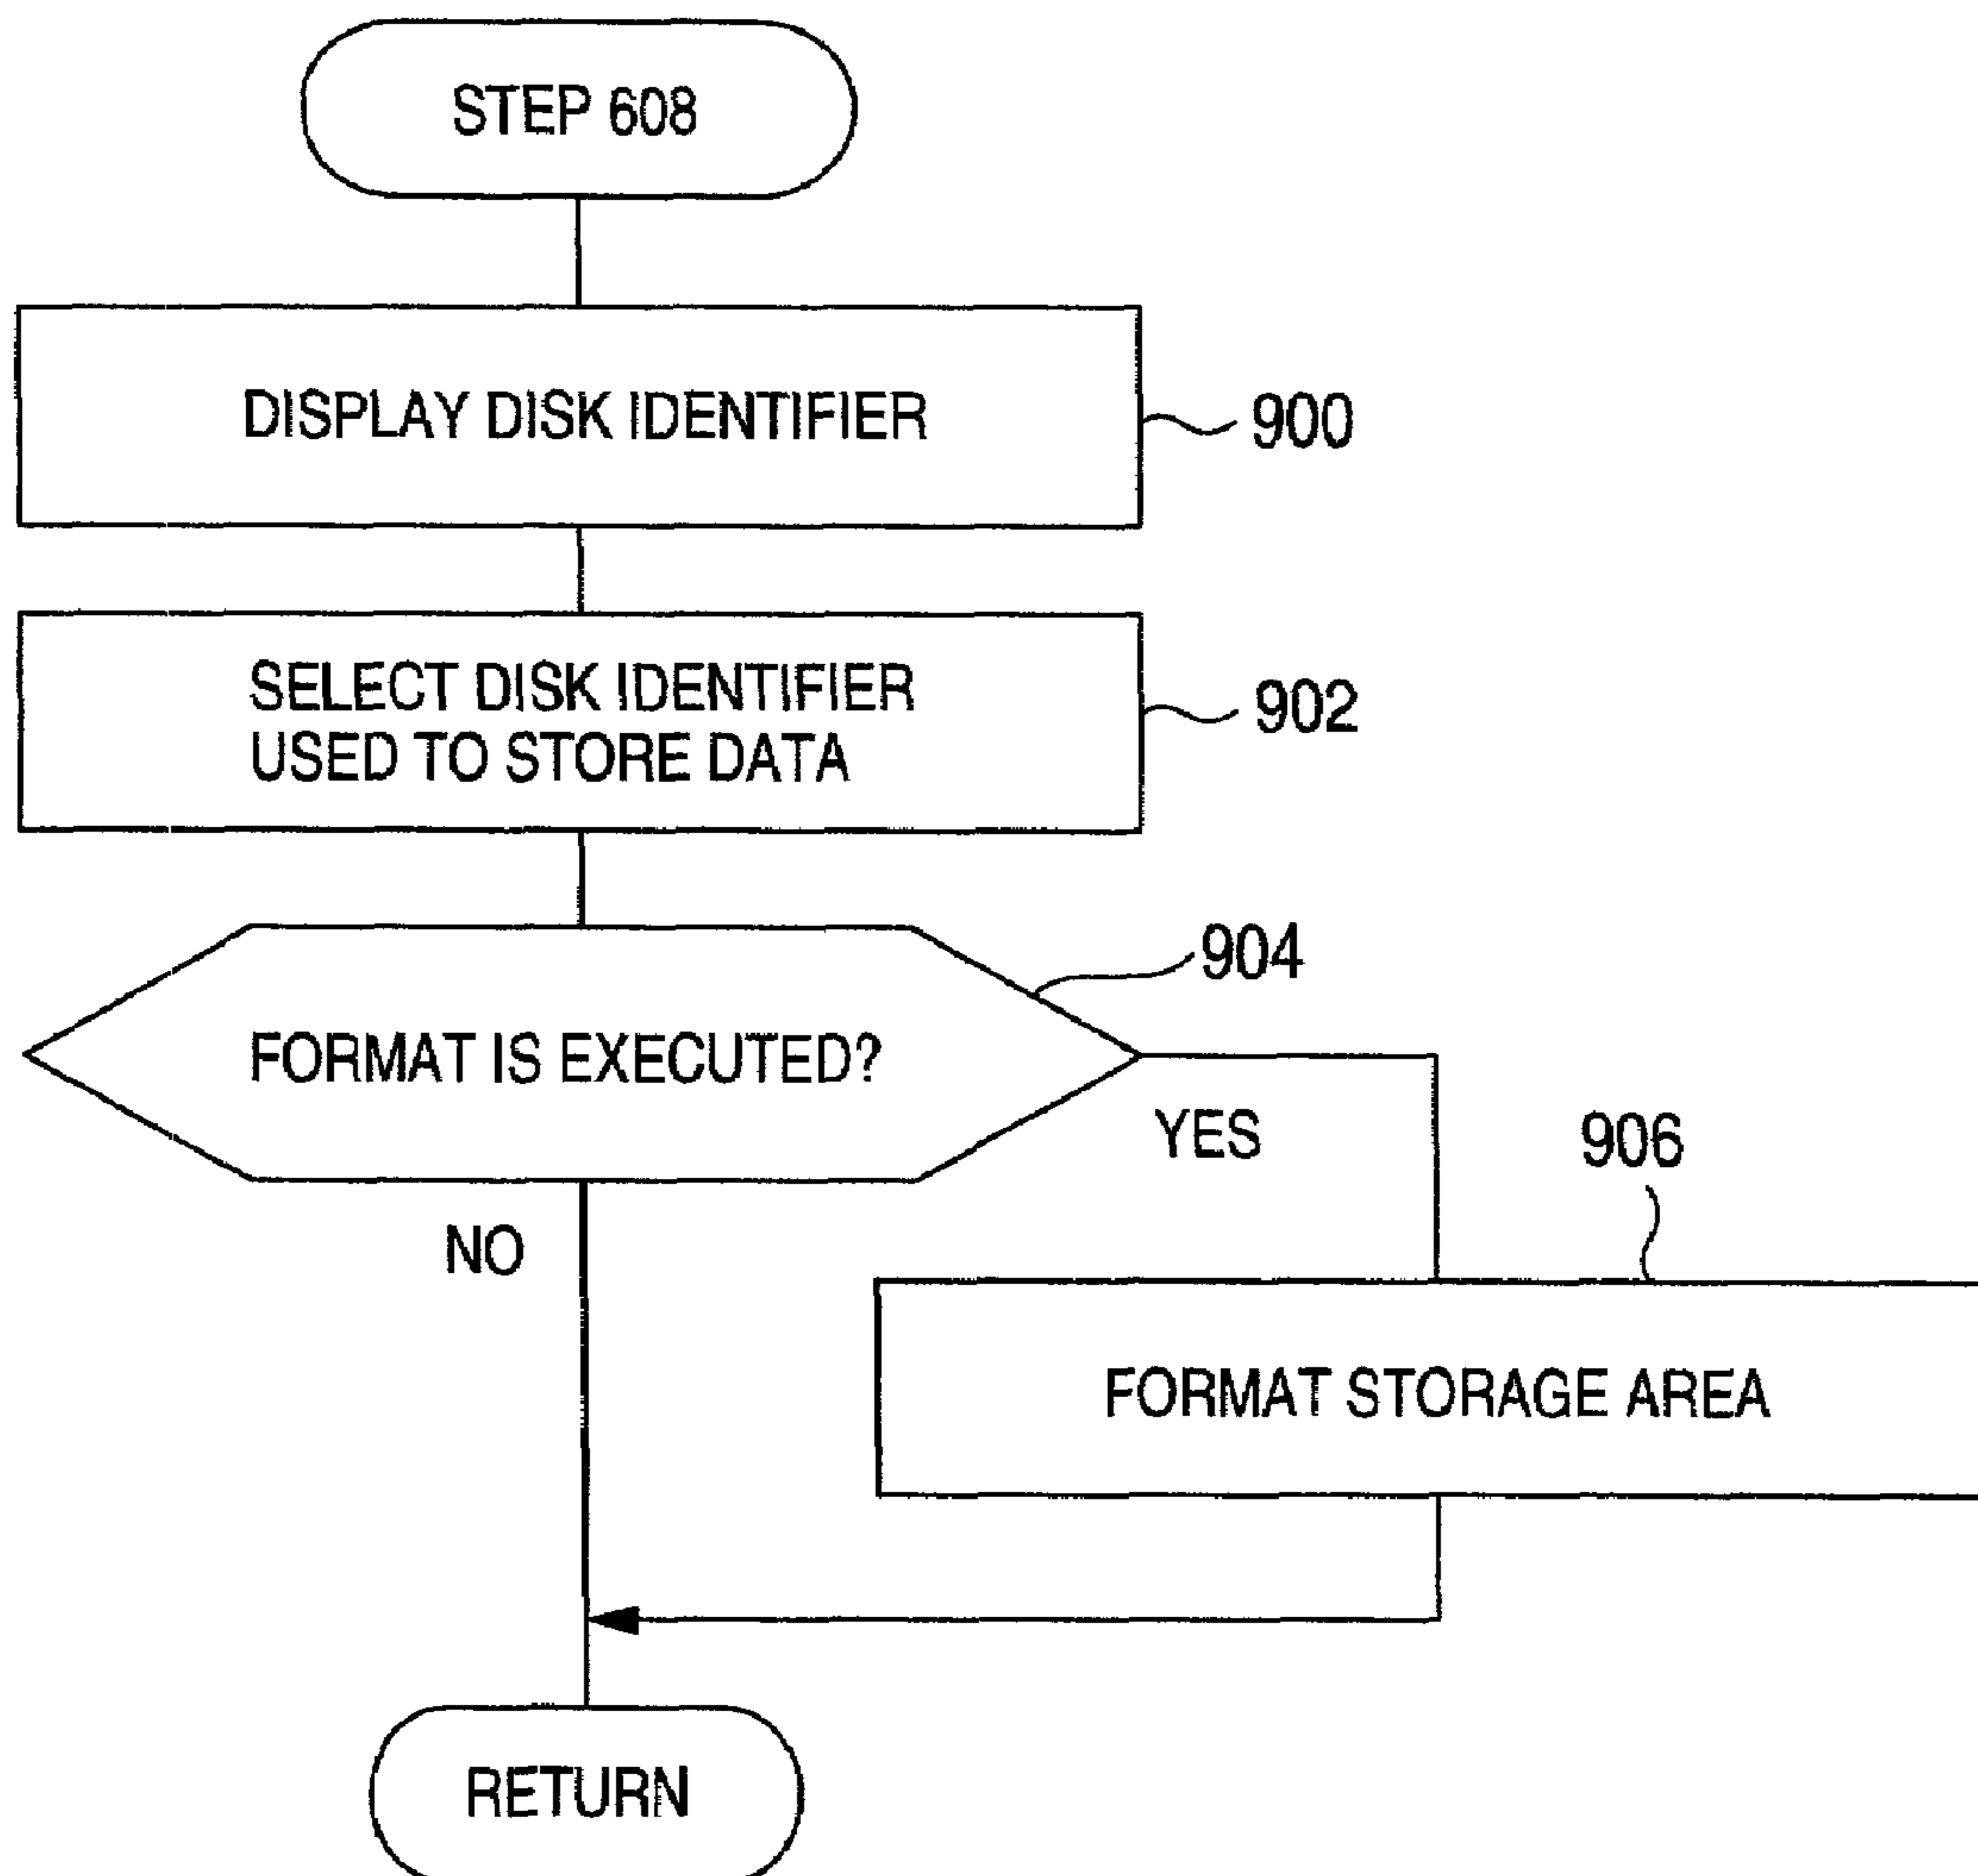 STEP 608
DISPLAY DISK IDENTIFIER
900
SELECT DISK IDENTIFIER
USED TO STORE DATA
902
904
FORMAT IS EXECUTED?
YES
906
NO
FORMAT STORAGE AREA
RETURN